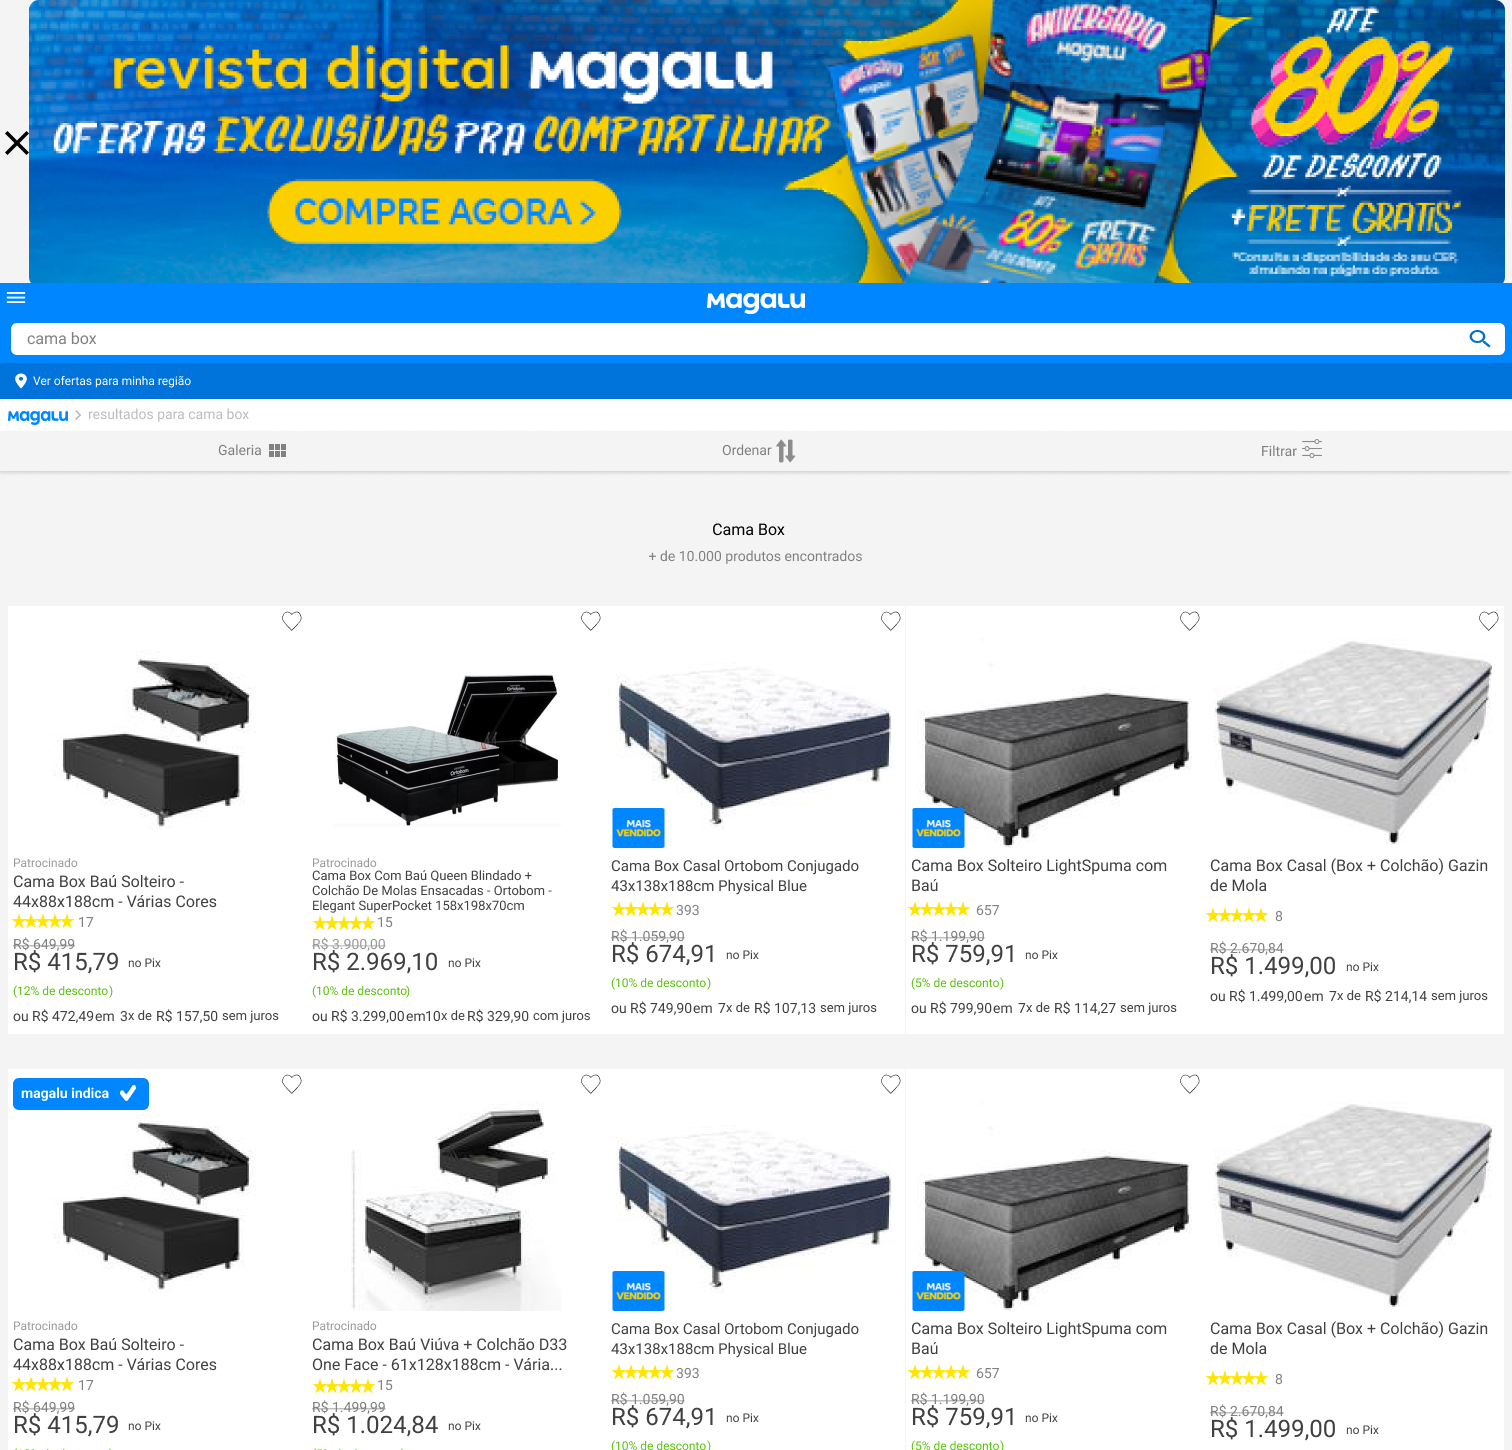 revista digital Magalu
OFERTAS EXCLUSIVAS PRA COMPARTILHAR
COMPRE AGORA >
ANIVERSÁRIO
Magalu
ATÉ
80%
FRETE
GRÁTIS
DE DESCONTO
ATÉ
80%
DE DESCONTO
+FRETE GRÁTIS*
*Consulte a disponibilidade do seu CEP,
simulando na página do produto.
Magalu
cama box
Ver ofertas para minha região
Magalu > resultados para cama box
Galeria
Ordenar
Filtrar
Cama Box
+ de 10.000 produtos encontrados
Patrocinado
Cama Box Baú Solteiro -
44x88x188cm - Várias Cores
17
R$ 649,99
R$ 415,79 no Pix
(12% de desconto)
ou R$ 472,49em 3x de R$ 157,50 sem juros
Ortobom
Ortobom
Patrocinado
Cama Box Com Baú Queen Blindado +
Colchão De Molas Ensacadas - Ortobom -
Elegant SuperPocket 158x198x70cm
15
R$ 3.900,00
R$ 2.969,10 no Pix
(10% de desconto)
ou R$ 3.299,00em10x de R$ 329,90 com juros
MAIS
VENDIDO
Cama Box Casal Ortobom Conjugado
43x138x188cm Physical Blue
393
R$ 1.059,90
R$ 674,91 no Pix
(10% de desconto)
ou R$ 749,90em 7x de R$ 107,13 sem juros
MAIS
VENDIDO
Cama Box Solteiro LightSpuma com
Baú
657
R$ 1.199,90
R$ 759,91 no Pix
(5% de desconto)
ou R$ 799,90em 7x de R$ 114,27 sem juros
Cama Box Casal (Box + Colchão) Gazin
de Mola
8
R$ 2.670,84
R$ 1.499,00 no Pix
ou R$ 1.499,00em 7x de R$ 214,14 sem juros
magalu indica
Patrocinado
Cama Box Baú Solteiro -
44x88x188cm - Várias Cores
17
R$ 649,99
R$ 415,79 no Pix
Patrocinado
Cama Box Baú Viúva + Colchão D33
One Face - 61x128x188cm - Vária...
15
R$ 1.499,99
R$ 1.024,84 no Pix
MAIS
VENDIDO
Cama Box Casal Ortobom Conjugado
43x138x188cm Physical Blue
393
R$ 1.059,90
R$ 674,91 no Pix
(10% de desconto)
MAIS
VENDIDO
Cama Box Solteiro LightSpuma com
Baú
657
R$ 1.199,90
R$ 759,91 no Pix
(5% de desconto)
Cama Box Casal (Box + Colchão) Gazin
de Mola
8
R$ 2.670,84
R$ 1.499,00 no Pix